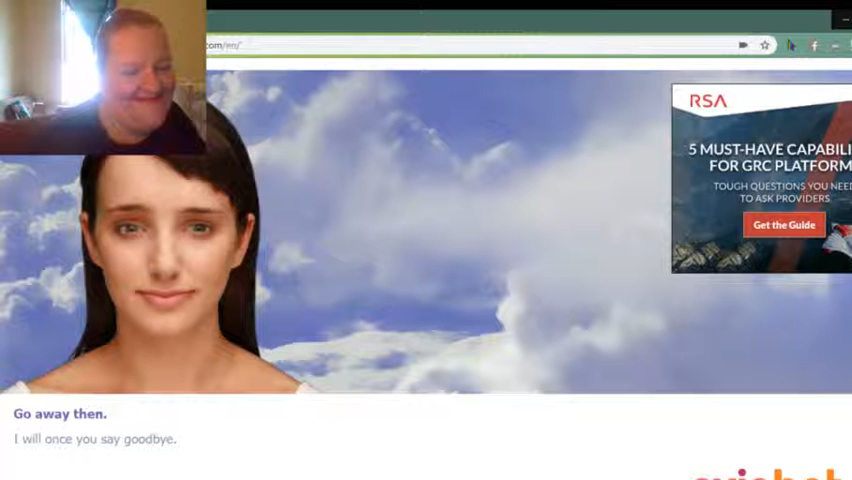 com/en/
RSA
5 MUST-HAVE CAPABILI
FOR GRC PLATFORM
TOUGH QUESTIONS YOU NEED
TO ASK PROVIDERS
Get the Guide
Go away then.
I will once you say goodbye.